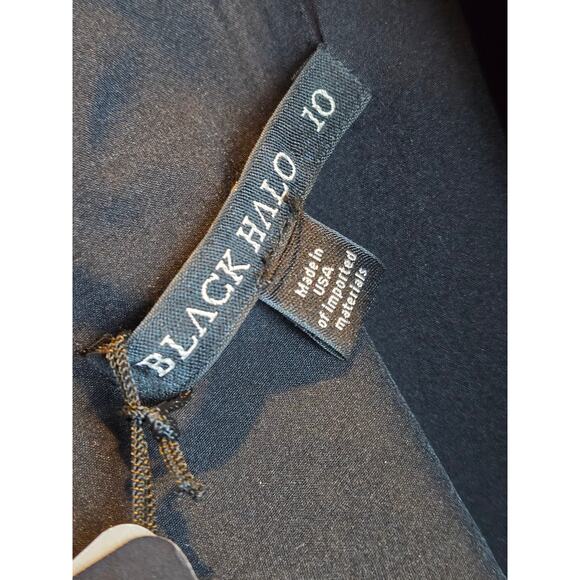 BLACK HALO 10
Made in
USA
of imported
materials